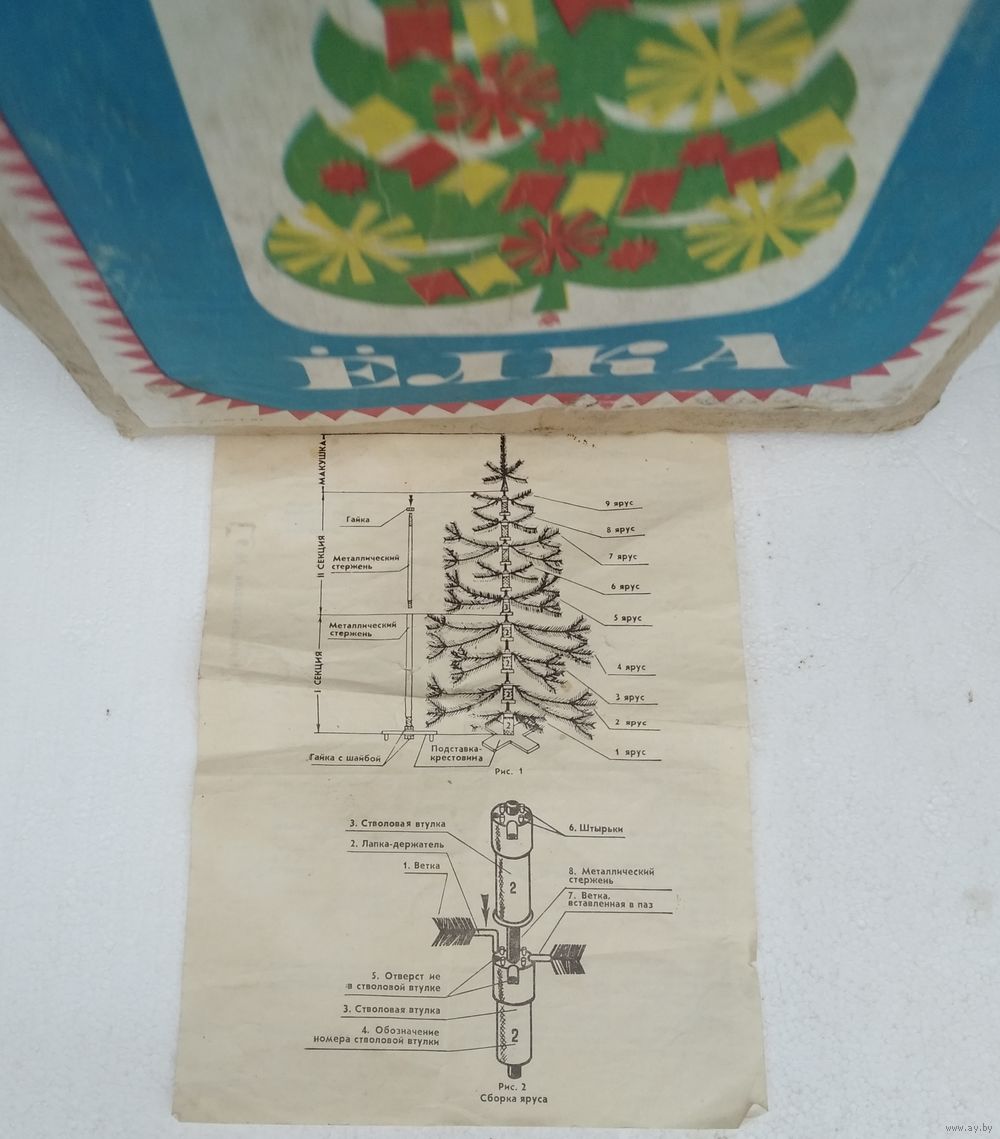 ЁЛКА
МАКУШКА
9 ярус
Гайка
8 ярус
II СЕКЦИЯ
7 ярус
Металлический
стержень
6 ярус
5 ярус
Металлический
стержень
I СЕКЦИЯ
4 ярус
3 ярус
2 ярус
1 ярус
Гайка с шайбой
Подставка-
крестовина
Рис. 1
3. Стволовая втулка
6. Штырьки
2. Лапка-держатель
1. Ветка
8. Металлический
стержень
7. Ветка,
вставленная в паз
5. Отверст ие
в стволовой втулке
3. Стволовая втулка
4. Обозначение
номера стволовой втулки
2
2
Рис. 2
Сборка яруса
www.ay.by